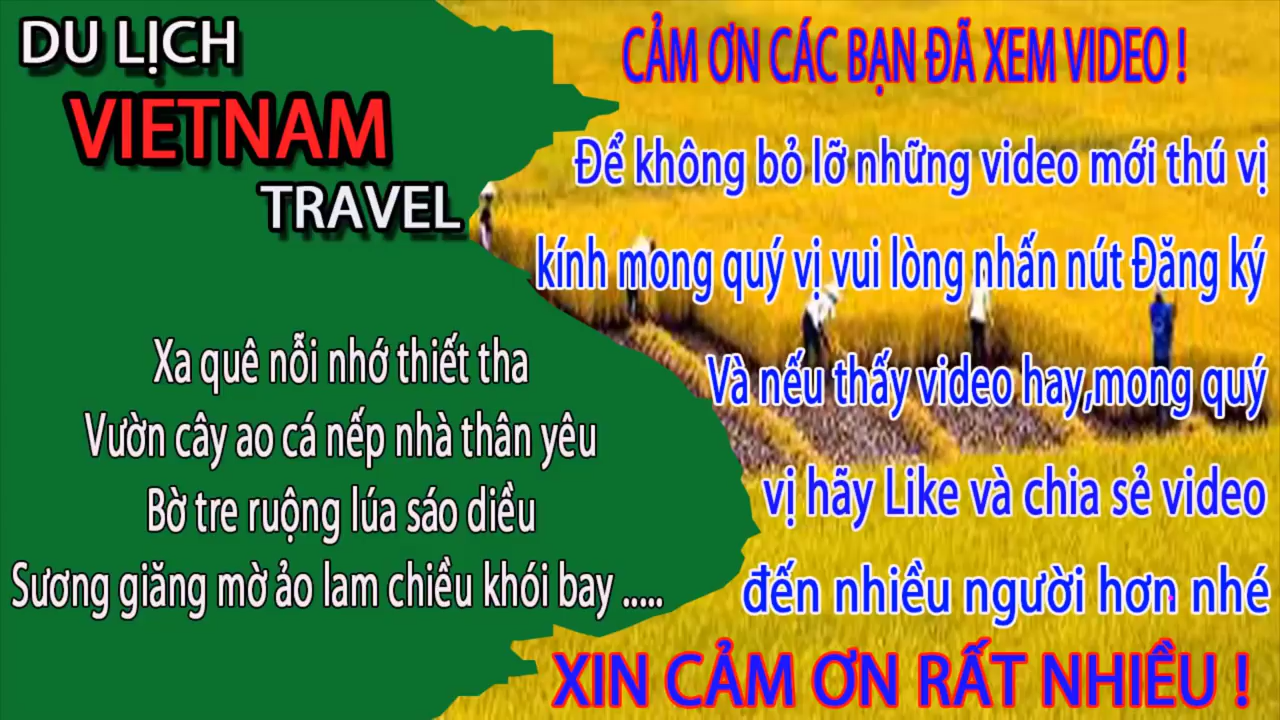 DU LỊCH
VIETNAM
TRAVEL
Xa quê nỗi nhớ thiết tha
Vườn cây ao cá nếp nhà thân yêu
Bờ tre ruộng lúa sáo diều
Sương giăng mờ ảo lam chiều khói bay .....
CẢM ƠN CÁC BẠN ĐÃ XEM VIDEO !
Để không bỏ lỡ những video mới thú vị
kính mong quý vị vui lòng nhấn nút Đăng ký
Và nếu thấy video hay,mong quý
vị hãy Like và chia sẻ video
đến nhiều người hơn nhé
XIN CẢM ƠN RẤT NHIỀU !